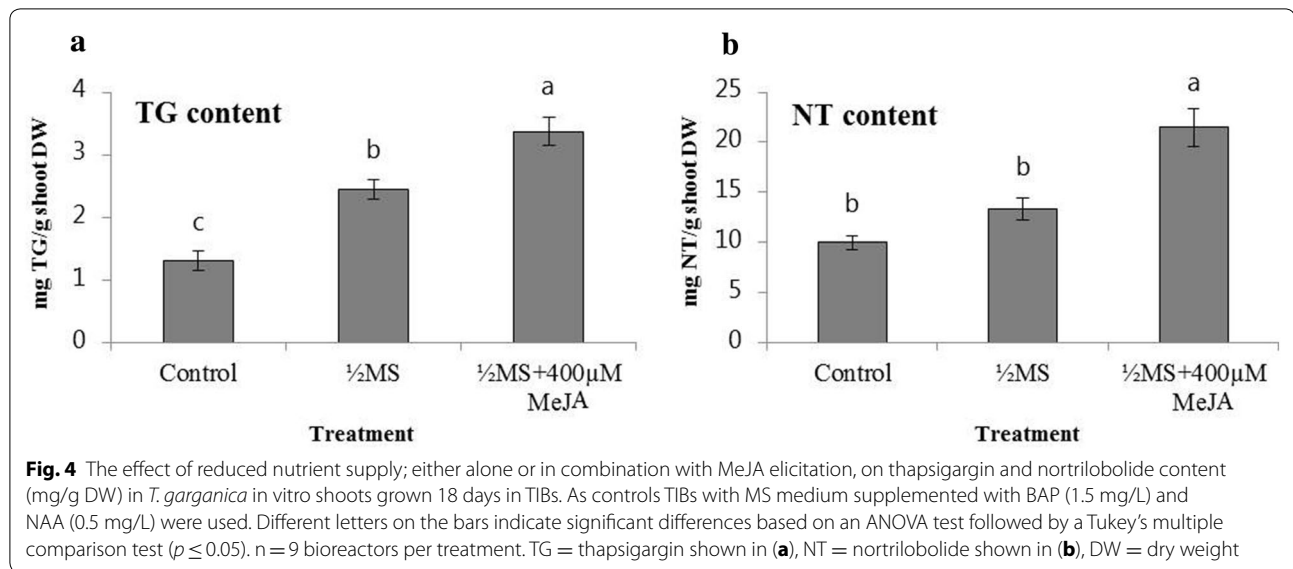 a
TG content
mg TG/g shoot DW
4
3
2
1
0
c
b
a
Control
½MS
½MS+400µM
MeJA
Treatment
b
NT content
mg NT/g shoot DW
25
20
15
10
5
0
b
b
a
Control
½MS
½MS+400µM
MeJA
Treatment
Fig. 4 The effect of reduced nutrient supply; either alone or in combination with MeJA elicitation, on thapsigargin and nortrilobolide content
(mg/g DW) in T. garganica in vitro shoots grown 18 days in TIBs. As controls TIBs with MS medium supplemented with BAP (1.5 mg/L) and
NAA (0.5 mg/L) were used. Different letters on the bars indicate significant differences based on an ANOVA test followed by a Tukey's multiple
comparison test (p ≤ 0.05). n = 9 bioreactors per treatment. TG = thapsigargin shown in (a), NT = nortrilobolide shown in (b), DW = dry weight